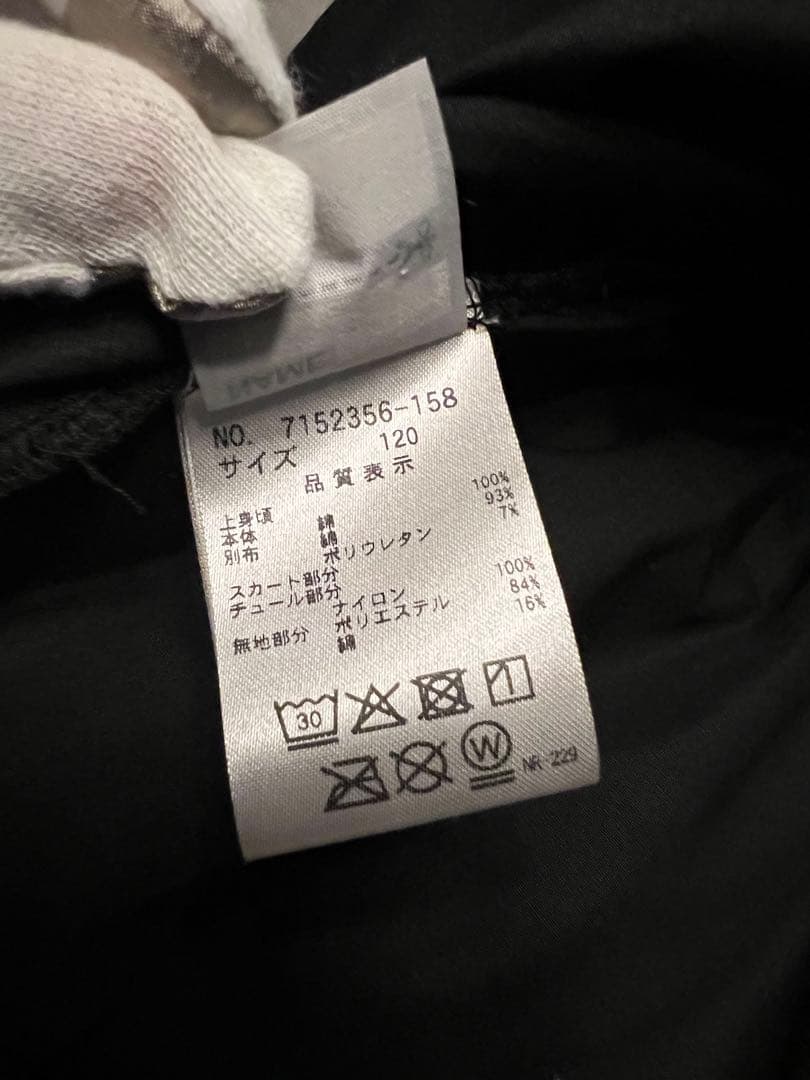 NAME
NO. 7152356-158
サイズ 120
品質表示
上身頃
本体 綿 100%
別布 綿 93%
ポリウレタン 7%
スカート部分
チュール部分 ナイロン 100%
無地部分 ポリエステル 84%
綿 16%
30
1
W NR 229